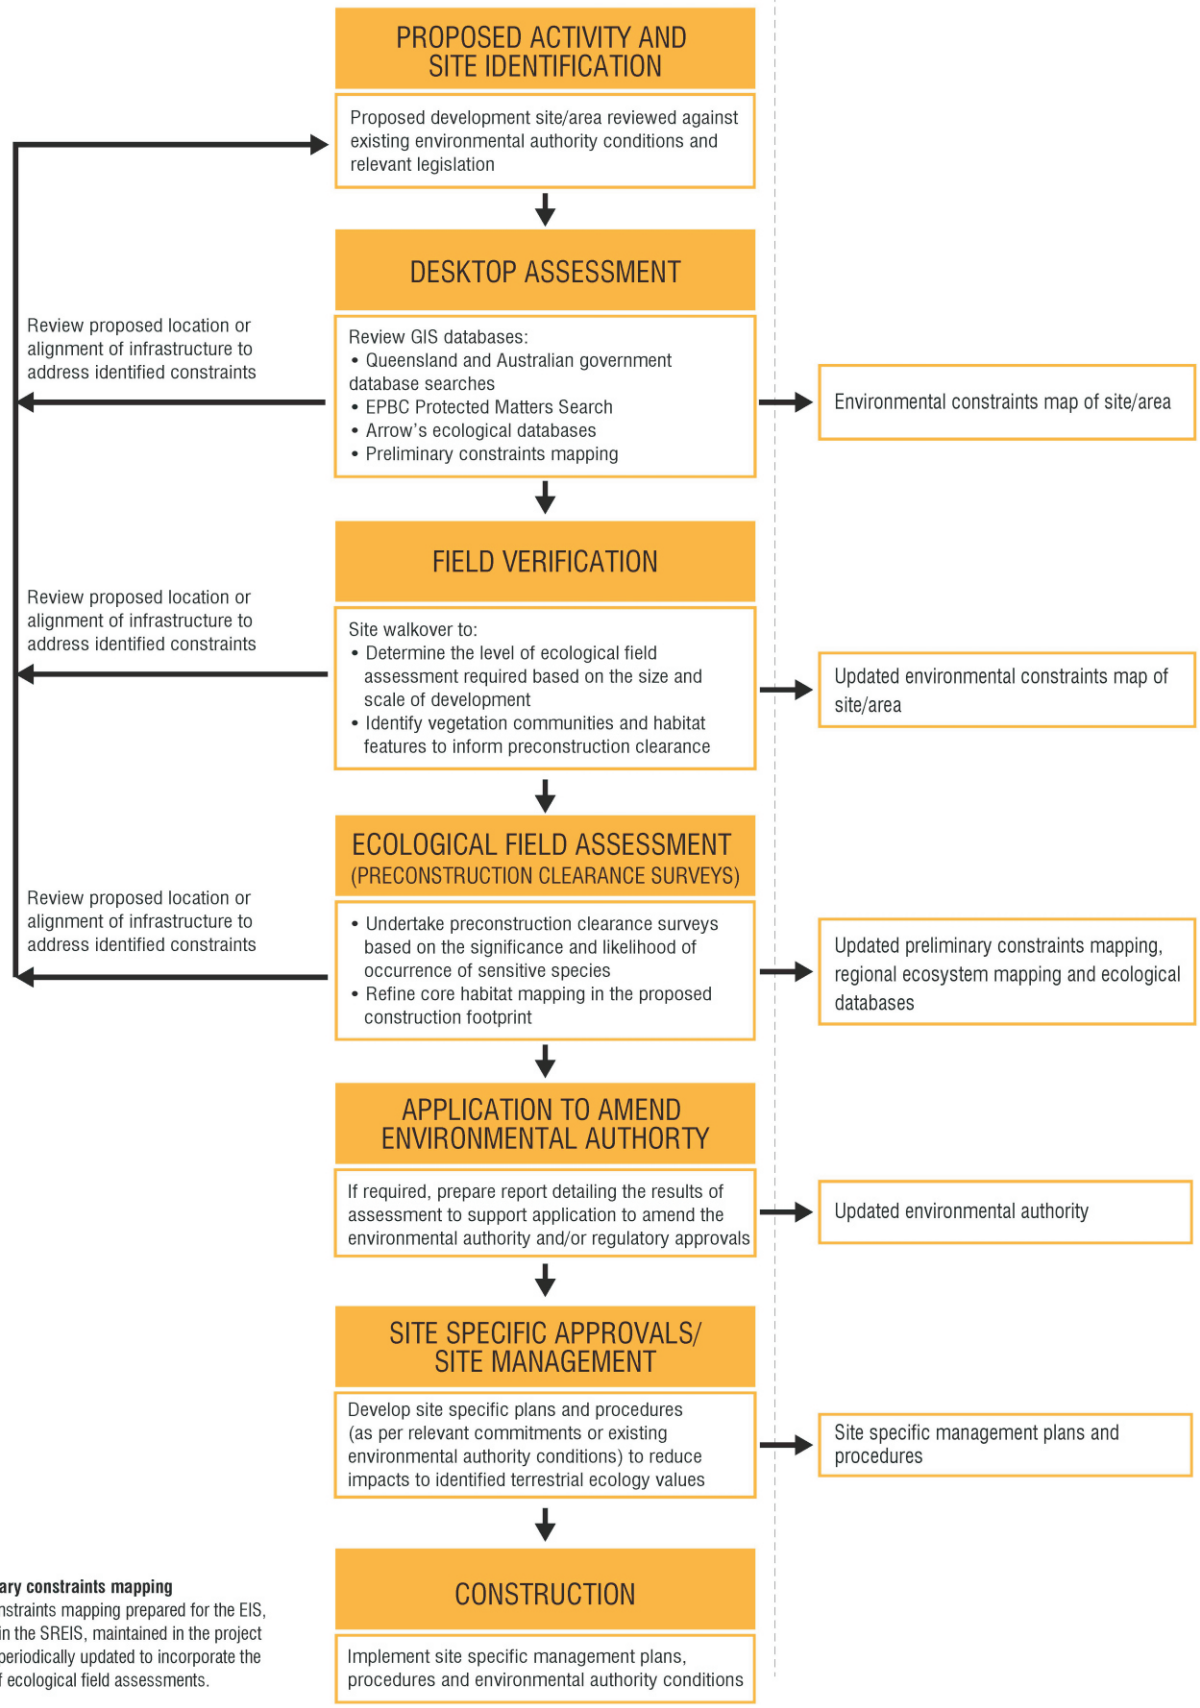 PROPOSED ACTIVITY AND
SITE IDENTIFICATION
Proposed development site/area reviewed against
existing environmental authority conditions and
relevant legislation
DESKTOP ASSESSMENT
Review proposed location or
alignment of infrastructure to
address identified constraints
Review GIS databases:
• Queensland and Australian government
database searches
• EPBC Protected Matters Search
• Arrow's ecological databases
• Preliminary constraints mapping
Environmental constraints map of site/area
FIELD VERIFICATION
Review proposed location or
alignment of infrastructure to
address identified constraints
Site walkover to:
• Determine the level of ecological field
assessment required based on the size and
scale of development
• Identify vegetation communities and habitat
features to inform preconstruction clearance
Updated environmental constraints map of
site/area
ECOLOGICAL FIELD ASSESSMENT
(PRECONSTRUCTION CLEARANCE SURVEYS)
Review proposed location or
alignment of infrastructure to
address identified constraints
• Undertake preconstruction clearance surveys
based on the significance and likelihood of
occurrence of sensitive species
• Refine core habitat mapping in the proposed
construction footprint
Updated preliminary constraints mapping,
regional ecosystem mapping and ecological
databases
APPLICATION TO AMEND
ENVIRONMENTAL AUTHORTY
If required, prepare report detailing the results of
assessment to support application to amend the
environmental authority and/or regulatory approvals
Updated environmental authority
SITE SPECIFIC APPROVALS/
SITE MANAGEMENT
Develop site specific plans and procedures
(as per relevant commitments or existing
environmental authority conditions) to reduce
impacts to identified terrestrial ecology values
Site specific management plans and
procedures
CONSTRUCTION
Implement site specific management plans,
procedures and environmental authority conditions
constraints mapping
mapping prepared for the EIS,
in the SREIS, maintained in the project
periodically updated to incorporate the
ecological field assessments.